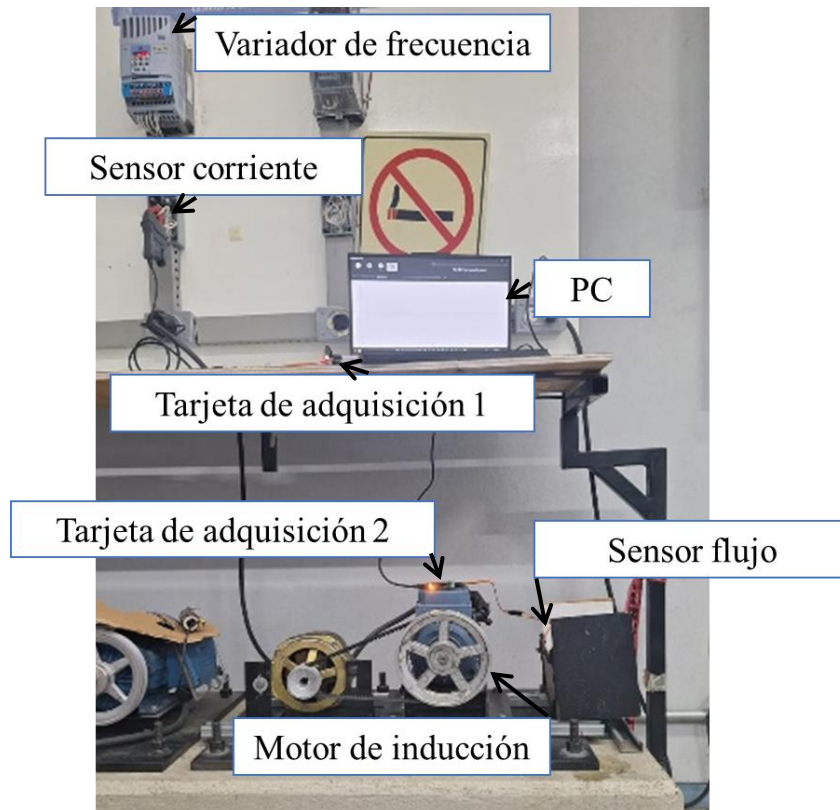 Variador de frecuencia
Sensor corriente
PC
Tarjeta de adquisición 1
Tarjeta de adquisición 2
Sensor flujo
Motor de inducción